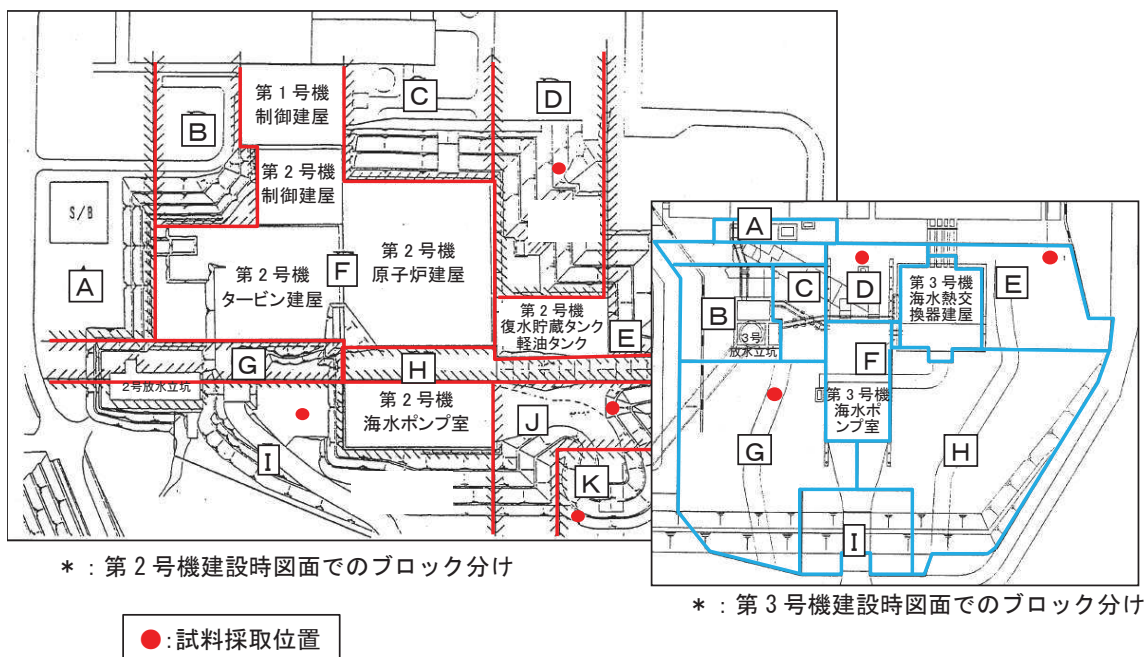 C
D
B
第1号機
制御建屋
第2号機
制御建屋
S/B
A
F
第2号機
原子炉建屋
第2号機
タービン建屋
第2号機
復水貯蔵タンク
軽油タンク
E
G
H
2号放水立坑
第2号機
海水ポンプ室
J
I
K
*：第2号機建設時図面でのブロック分け
A
B
C
D
E
第3号機
海水熱交
換器建屋
3号
放水立坑
F
第3号機
海水ポ
ンプ室
G
H
I
*：第3号機建設時図面でのブロック分け
●:試料採取位置